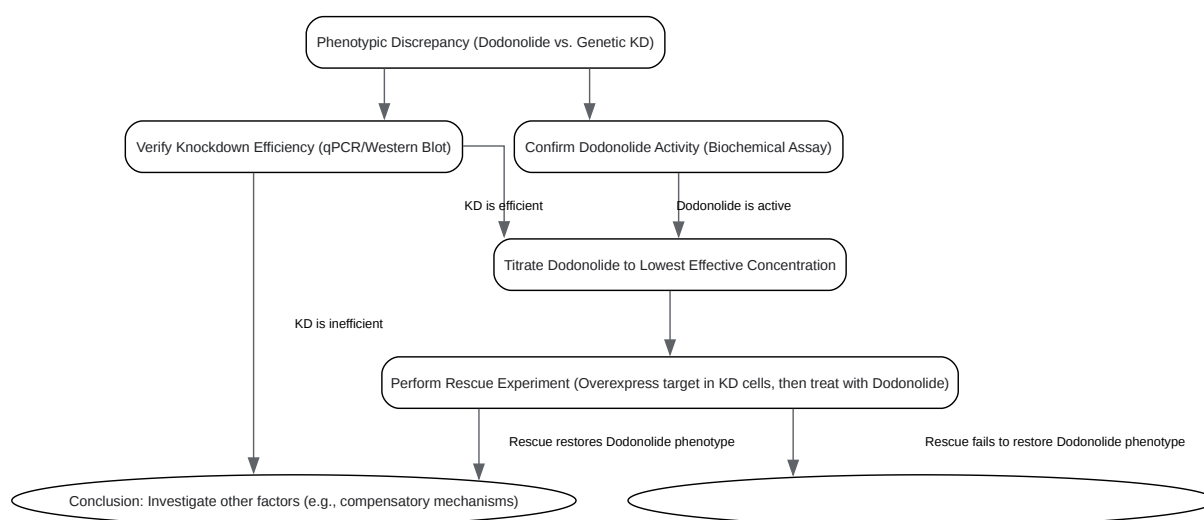 Phenotypic Discrepancy (Dodonolide vs. Genetic KD)
Verify Knockdown Efficiency (qPCR/Western Blot)
Confirm Dodonolide Activity (Biochemical Assay)
KD is efficient
Dodonolide is active
Titrate Dodonolide to Lowest Effective Concentration
KD is inefficient
Perform Rescue Experiment (Overexpress target in KD cells, then treat with Dodonolide)
Rescue restores Dodonolide phenotype
Rescue fails to restore Dodonolide phenotype
Conclusion: Investigate other factors (e.g., compensatory mechanisms)